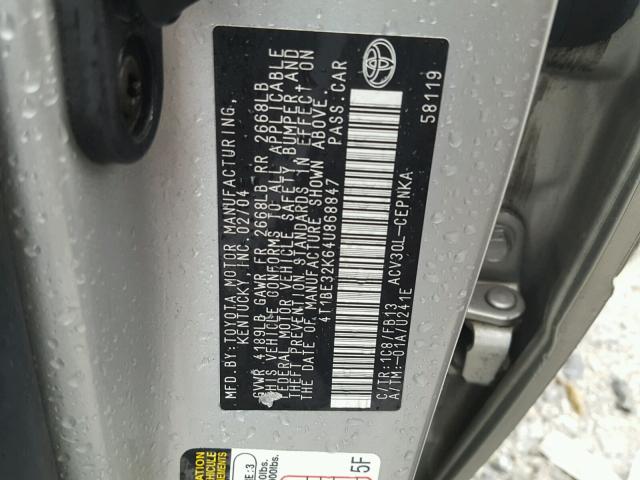 MFD. BY: TOYOTA MOTOR MANUFACTURING,
KENTUCKY, INC. 02/04
GVWR 4189LB GAWR FR 2668LB RR 2668LB
THIS VEHICLE CONFORMS TO ALL APPLICABLE
FEDERAL MOTOR VEHICLE SAFETY, BUMPER AND
THEFT PREVENTION STANDARDS IN EFFECT ON
THE DATE OF MANUFACTURE SHOWN ABOVE.
4T1BE32K64U868847 PASS. CAR
C/TR: 1C8/FB13 ACV30L-CEPNKA
A/TM: -01A/U241E
58119
5F